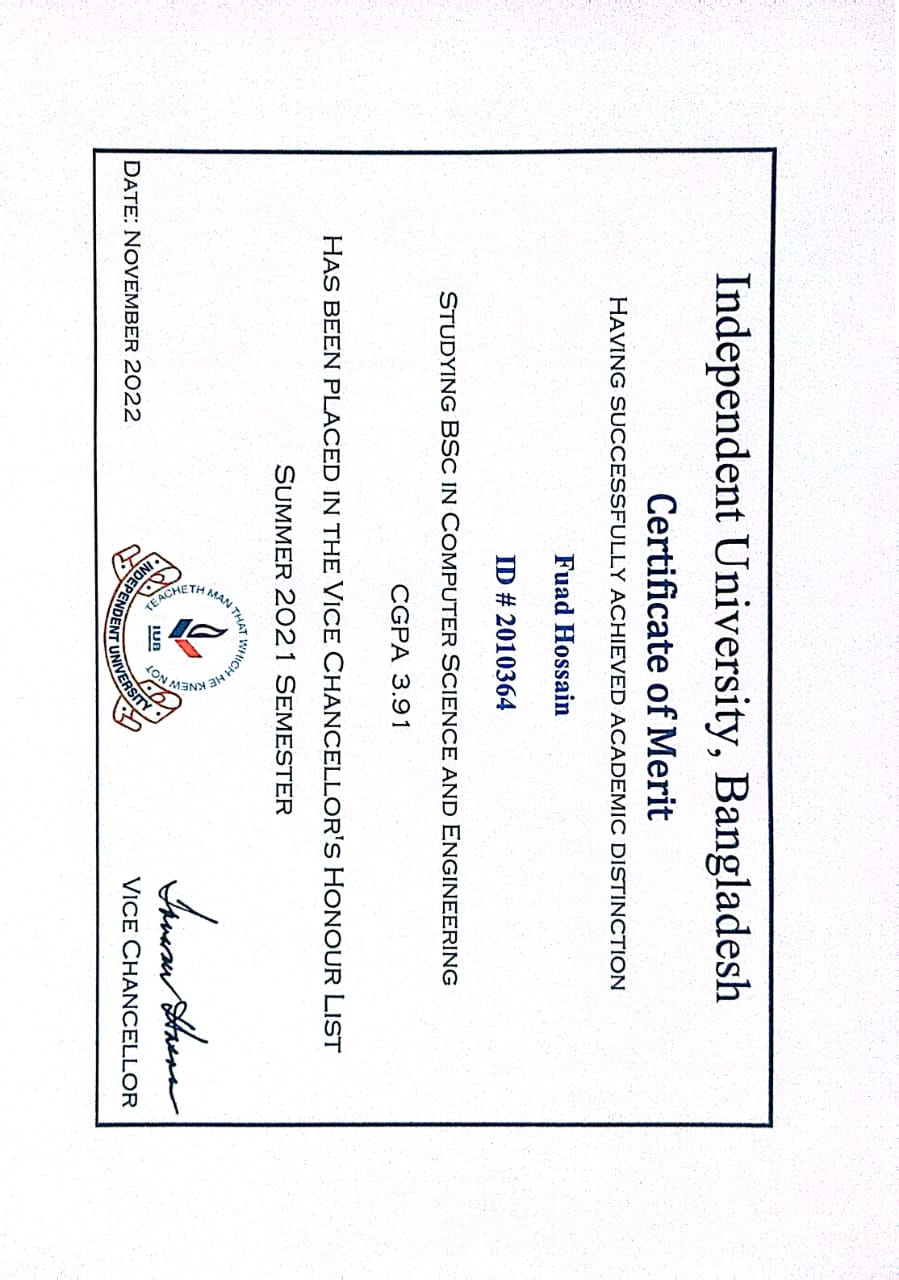 Independent University, Bangladesh
Certificate of Merit
HAVING SUCCESSFULLY ACHIEVED ACADEMIC DISTINCTION
Fuad Hossain
ID # 2010364
STUDYING BSC IN COMPUTER SCIENCE AND ENGINEERING
CGPA 3.91
HAS BEEN PLACED IN THE VICE CHANCELLOR'S HONOUR LIST
SUMMER 2021 SEMESTER
TEACHETH MAN THAT WHICH HE KNEW NOT
IUB
INDEPENDENT UNIVERSITY
DATE: NOVEMBER 2022
VICE CHANCELLOR